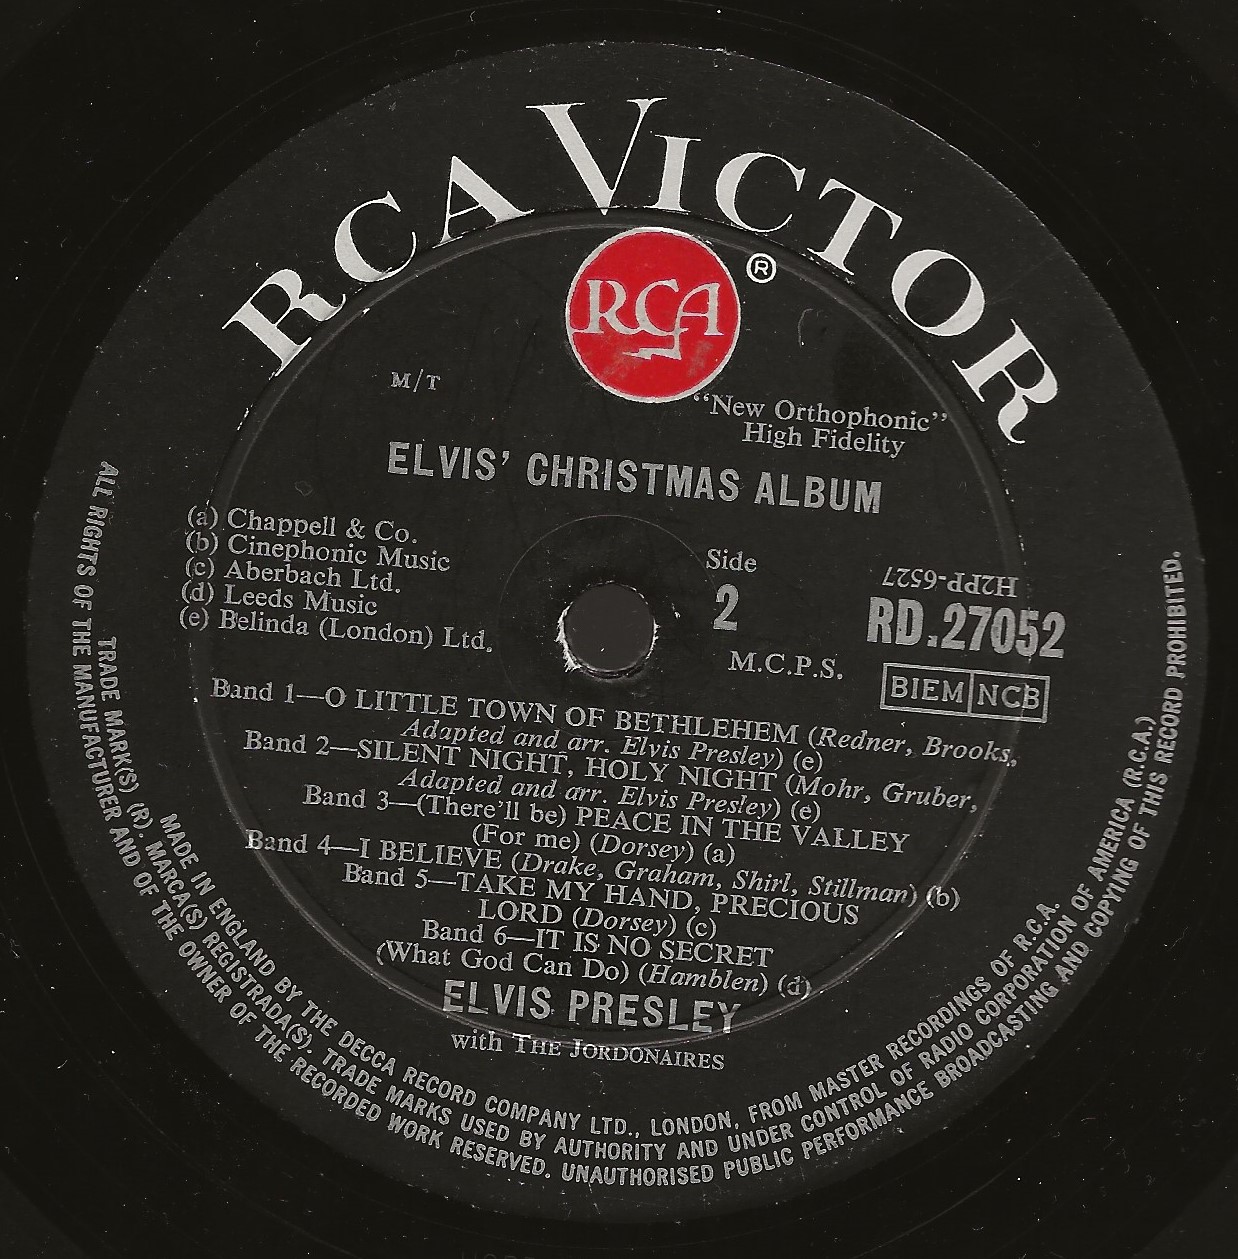 RCA VICTOR
RCA
®
M/T
"New Orthophonic"
High Fidelity
ELVIS' CHRISTMAS ALBUM
(a) Chappell & Co.
(b) Cinephonic Music
(c) Aberbach Ltd.
(d) Leeds Music
(e) Belinda (London) Ltd.
Side
2
M.C.P.S.
H2PP-6527
RD.27052
BIEM NCB
Band 1—O LITTLE TOWN OF BETHLEHEM (Redner, Brooks,
Adapted and arr. Elvis Presley) (e)
Band 2—SILENT NIGHT, HOLY NIGHT (Mohr, Gruber,
Adapted and arr. Elvis Presley) (e)
Band 3—(There'll be) PEACE IN THE VALLEY
(For me) (Dorsey) (a)
Band 4—I BELIEVE (Drake, Graham, Shirl, Stillman) (b)
Band 5—TAKE MY HAND, PRECIOUS
LORD (Dorsey) (c)
Band 6—IT IS NO SECRET
(What God Can Do) (Hamblen) (d)
ELVIS PRESLEY
with THE JORDONAIRES
MADE IN ENGLAND BY THE DECCA RECORD COMPANY LTD., LONDON, FROM MASTER RECORDINGS OF R.C.A.
TRADE MARK(S) (R). MARCA(S) REGISTRADA(S). TRADE MARKS USED BY AUTHORITY AND UNDER CONTROL OF RADIO CORPORATION OF AMERICA (R.C.A.)
ALL RIGHTS OF THE MANUFACTURER AND OF THE OWNER OF THE RECORDED WORK RESERVED. UNAUTHORISED PUBLIC PERFORMANCE BROADCASTING AND COPYING OF THIS RECORD PROHIBITED.